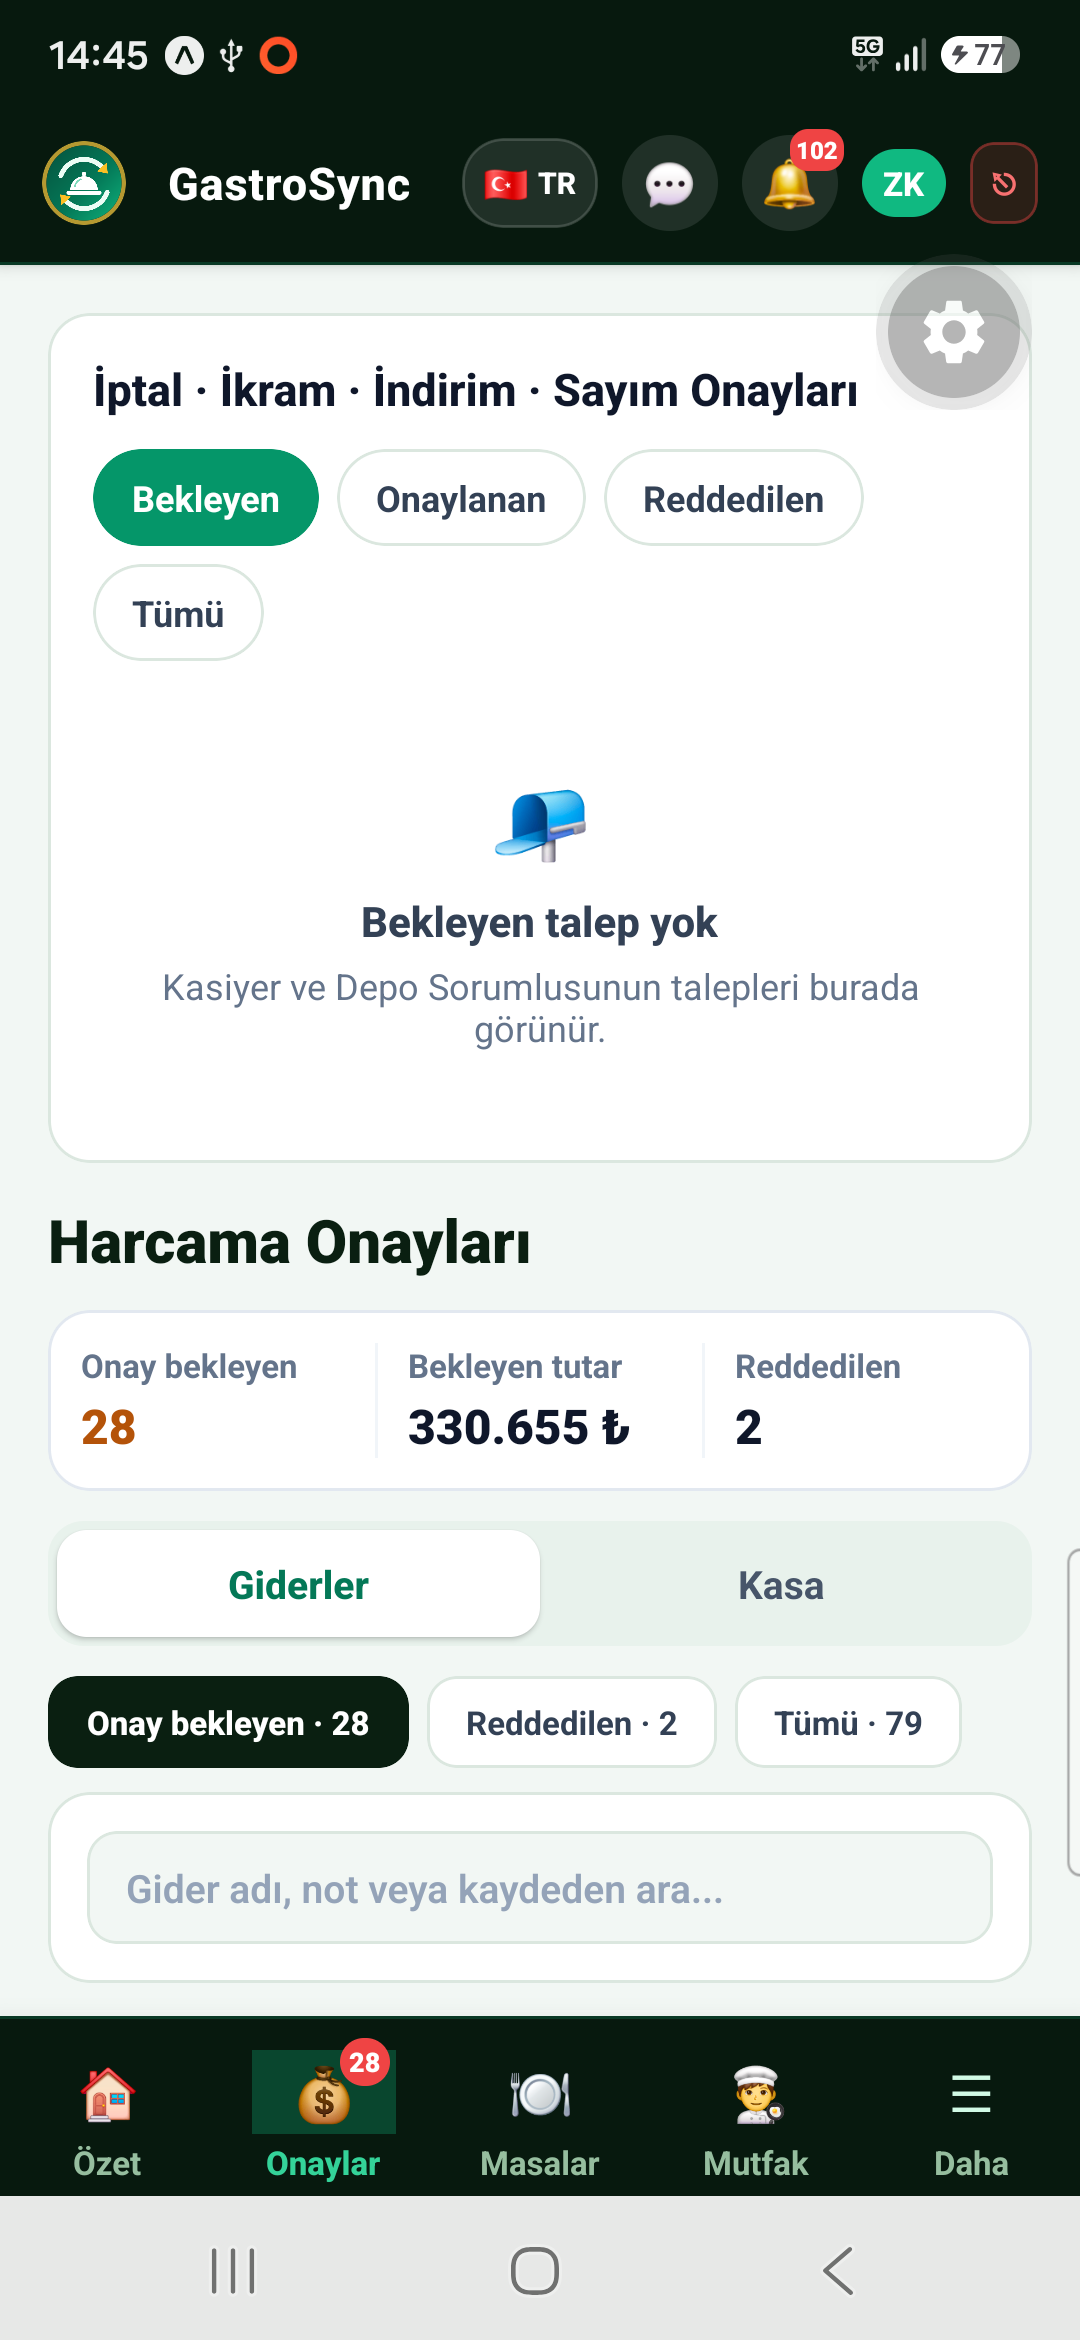 14:45
5G
77
GastroSync
TR
102
ZK
İptal · İkram · İndirim · Sayım Onayları
Bekleyen
Onaylanan
Reddedilen
Tümü
Bekleyen talep yok
Kasiyer ve Depo Sorumlusunun talepleri burada
görünür.
Harcama Onayları
Onay bekleyen
Bekleyen tutar
Reddedilen
28
330.655 ₺
2
Giderler
Kasa
Onay bekleyen · 28
Reddedilen · 2
Tümü · 79
Gider adı, not veya kaydeden ara...
28
Özet
Onaylar
Masalar
Mutfak
Daha